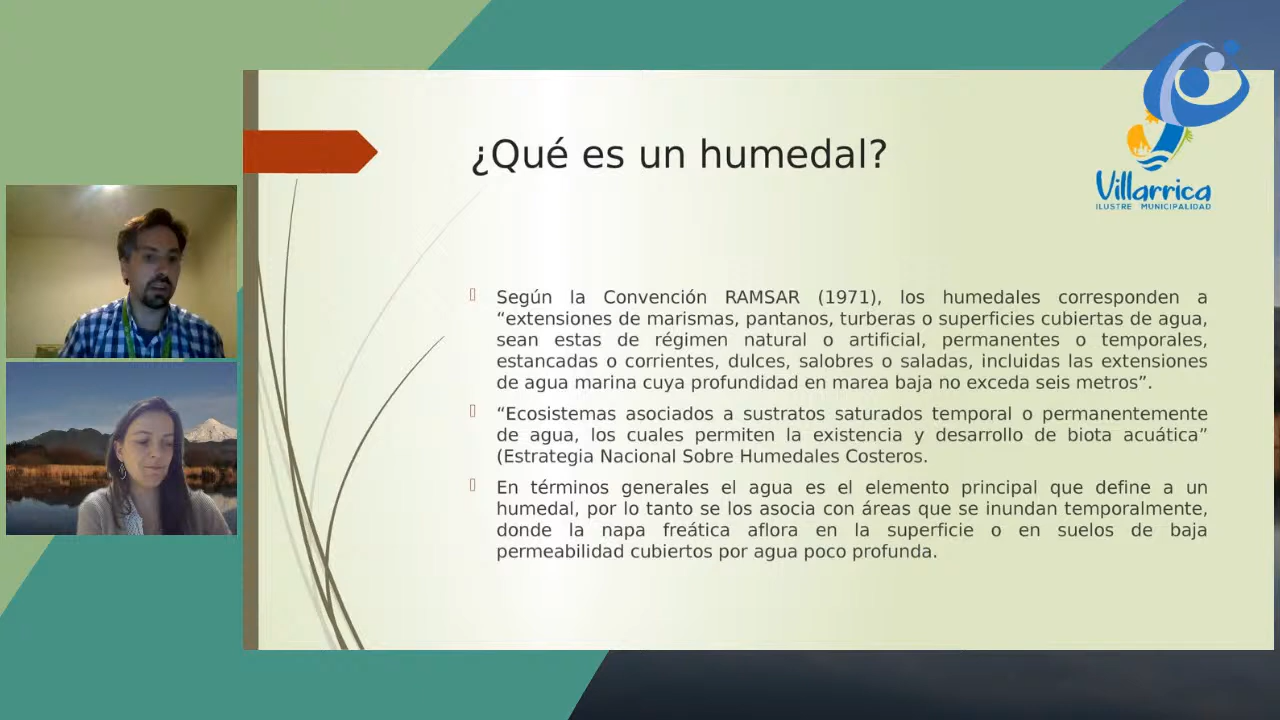 ¿Qué es un humedal?
Villarrica
ILUSTRE MUNICIPALIDAD
Según la Convención RAMSAR (1971), los humedales corresponden a
“extensiones de marismas, pantanos, turberas o superficies cubiertas de agua,
sean estas de régimen natural o artificial, permanentes o temporales,
estancadas o corrientes, dulces, salobres o saladas, incluidas las extensiones
de agua marina cuya profundidad en marea baja no exceda seis metros”.
“Ecosistemas asociados a sustratos saturados temporal o permanentemente
de agua, los cuales permiten la existencia y desarrollo de biota acuática”
(Estrategia Nacional Sobre Humedales Costeros.
En términos generales el agua es el elemento principal que define a un
humedal, por lo tanto se los asocia con áreas que se inundan temporalmente,
donde la napa freática aflora en la superficie o en suelos de baja
permeabilidad cubiertos por agua poco profunda.